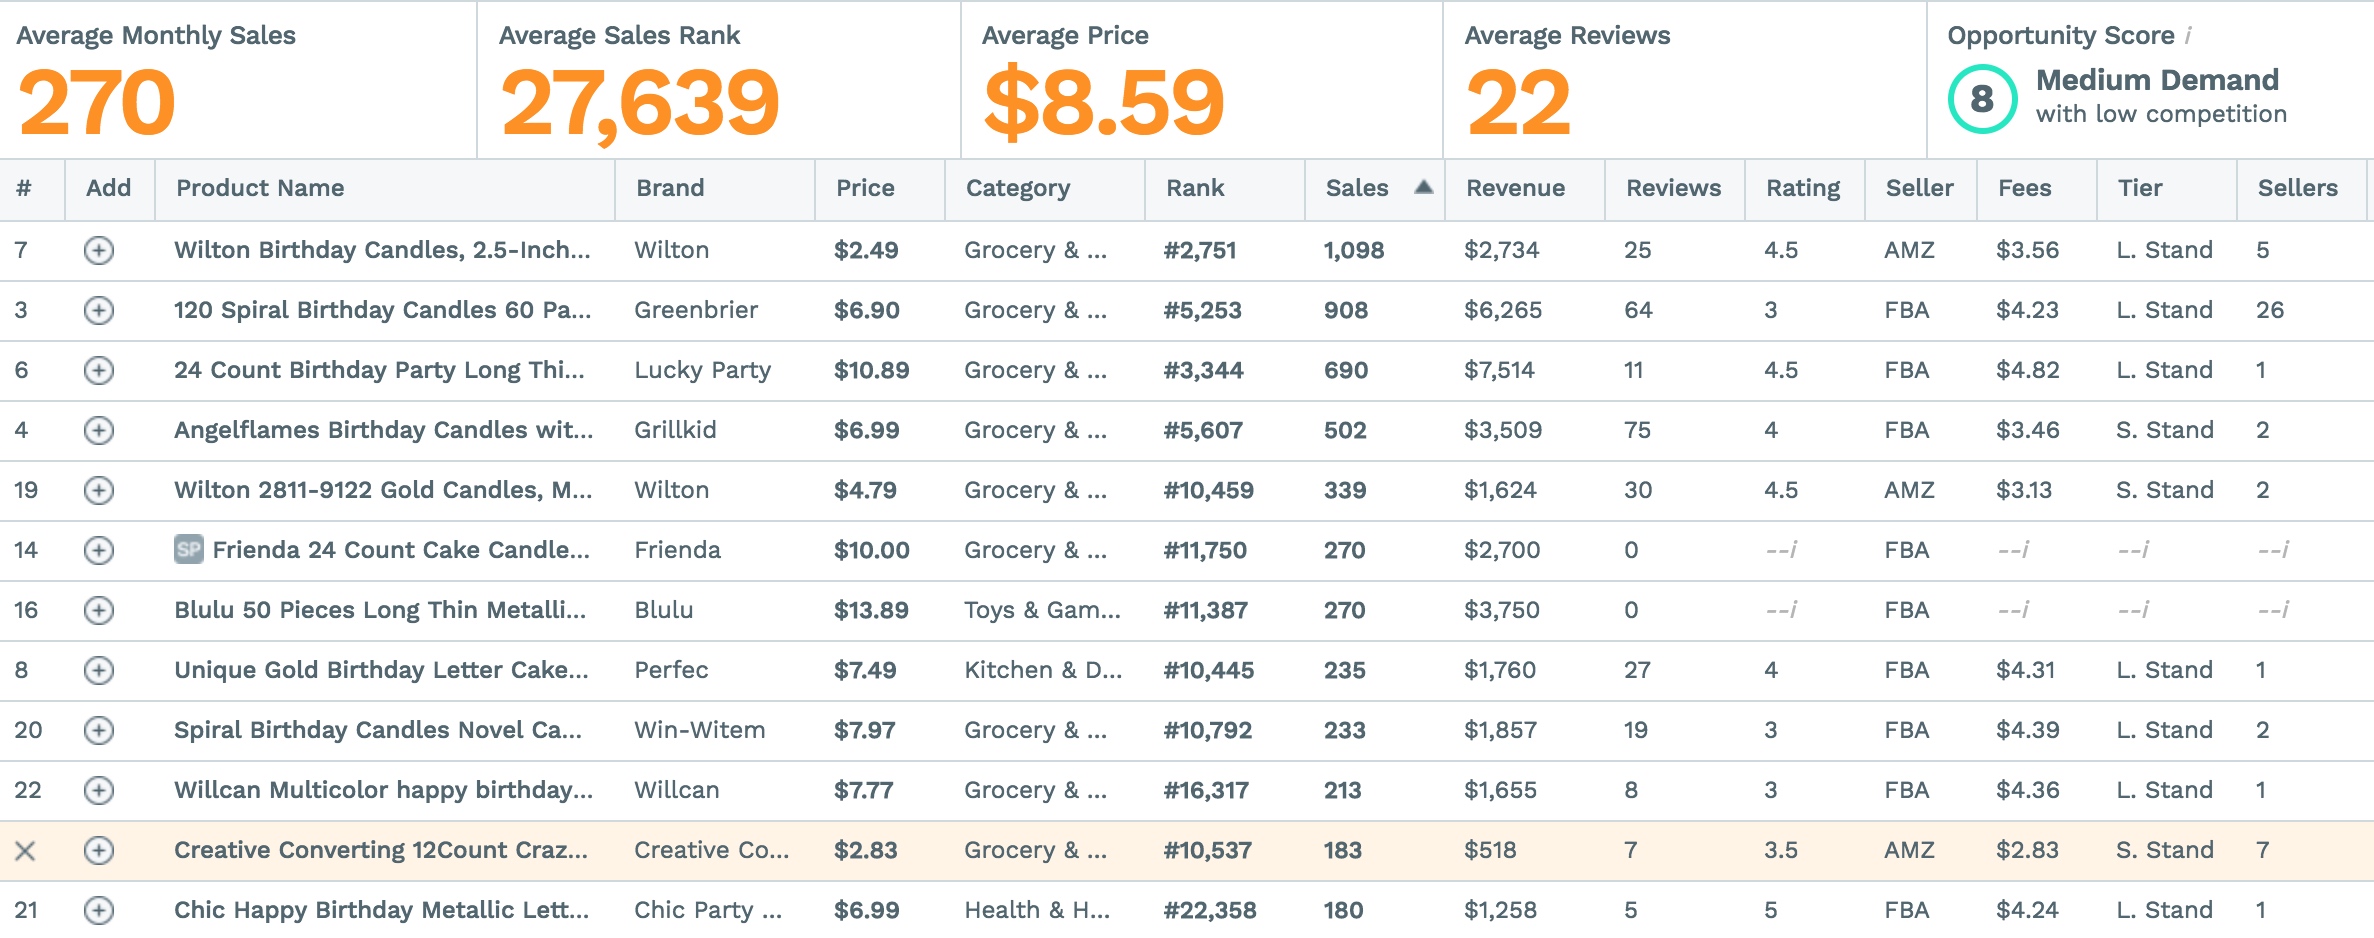 Average Monthly Sales Average Sales Rank Average Price Average Reviews Opportunity Score i
270 27,639 $8.59 22 8 Medium Demand
with low competition
# Add Product Name Brand Price Category Rank Sales ▲ Revenue Reviews Rating Seller Fees Tier Sellers
7 Wilton Birthday Candles, 2.5-Inch... Wilton $2.49 Grocery & ... #2,751 1,098 $2,734 25 4.5 AMZ $3.56 L. Stand 5
3 120 Spiral Birthday Candles 60 Pa... Greenbrier $6.90 Grocery & ... #5,253 908 $6,265 64 3 FBA $4.23 L. Stand 26
6 24 Count Birthday Party Long Thi... Lucky Party $10.89 Grocery & ... #3,344 690 $7,514 11 4.5 FBA $4.82 L. Stand 1
4 Angelflames Birthday Candles wit... Grillkid $6.99 Grocery & ... #5,607 502 $3,509 75 4 FBA $3.46 S. Stand 2
19 Wilton 2811-9122 Gold Candles, M... Wilton $4.79 Grocery & ... #10,459 339 $1,624 30 4.5 AMZ $3.13 S. Stand 2
14 SP Frienda 24 Count Cake Candle... Frienda $10.00 Grocery & ... #11,750 270 $2,700 0 --i FBA --i --i --i
16 Blulu 50 Pieces Long Thin Metalli... Blulu $13.89 Toys & Gam... #11,387 270 $3,750 0 --i FBA --i --i --i
8 Unique Gold Birthday Letter Cake... Perfec $7.49 Kitchen & D... #10,445 235 $1,760 27 4 FBA $4.31 L. Stand 1
20 Spiral Birthday Candles Novel Ca... Win-Witem $7.97 Grocery & ... #10,792 233 $1,857 19 3 FBA $4.39 L. Stand 2
22 Willcan Multicolor happy birthday... Willcan $7.77 Grocery & ... #16,317 213 $1,655 8 3 FBA $4.36 L. Stand 1
Creative Converting 12Count Craz... Creative Co... $2.83 Grocery & ... #10,537 183 $518 7 3.5 AMZ $2.83 S. Stand 7
21 Chic Happy Birthday Metallic Lett... Chic Party ... $6.99 Health & H... #22,358 180 $1,258 5 5 FBA $4.24 L. Stand 1